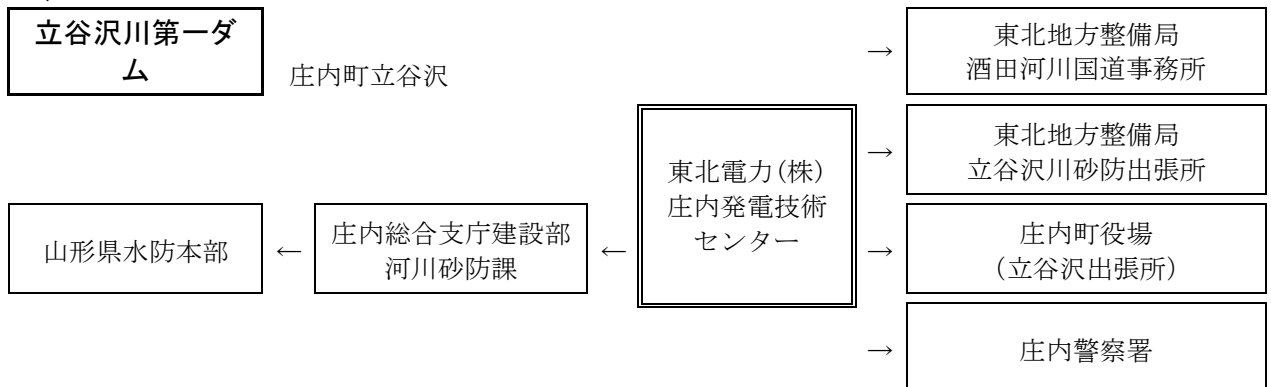 立谷沢川第一ダ
ム
庄内町立谷沢
→
東北地方整備局
酒田河川国道事務所
→
東北地方整備局
立谷沢川砂防出張所
山形県水防本部
←
庄内総合支庁建設部
河川砂防課
←
東北電力(株)
庄内発電技術
センター
→
庄内町役場
(立谷沢出張所)
→
庄内警察署